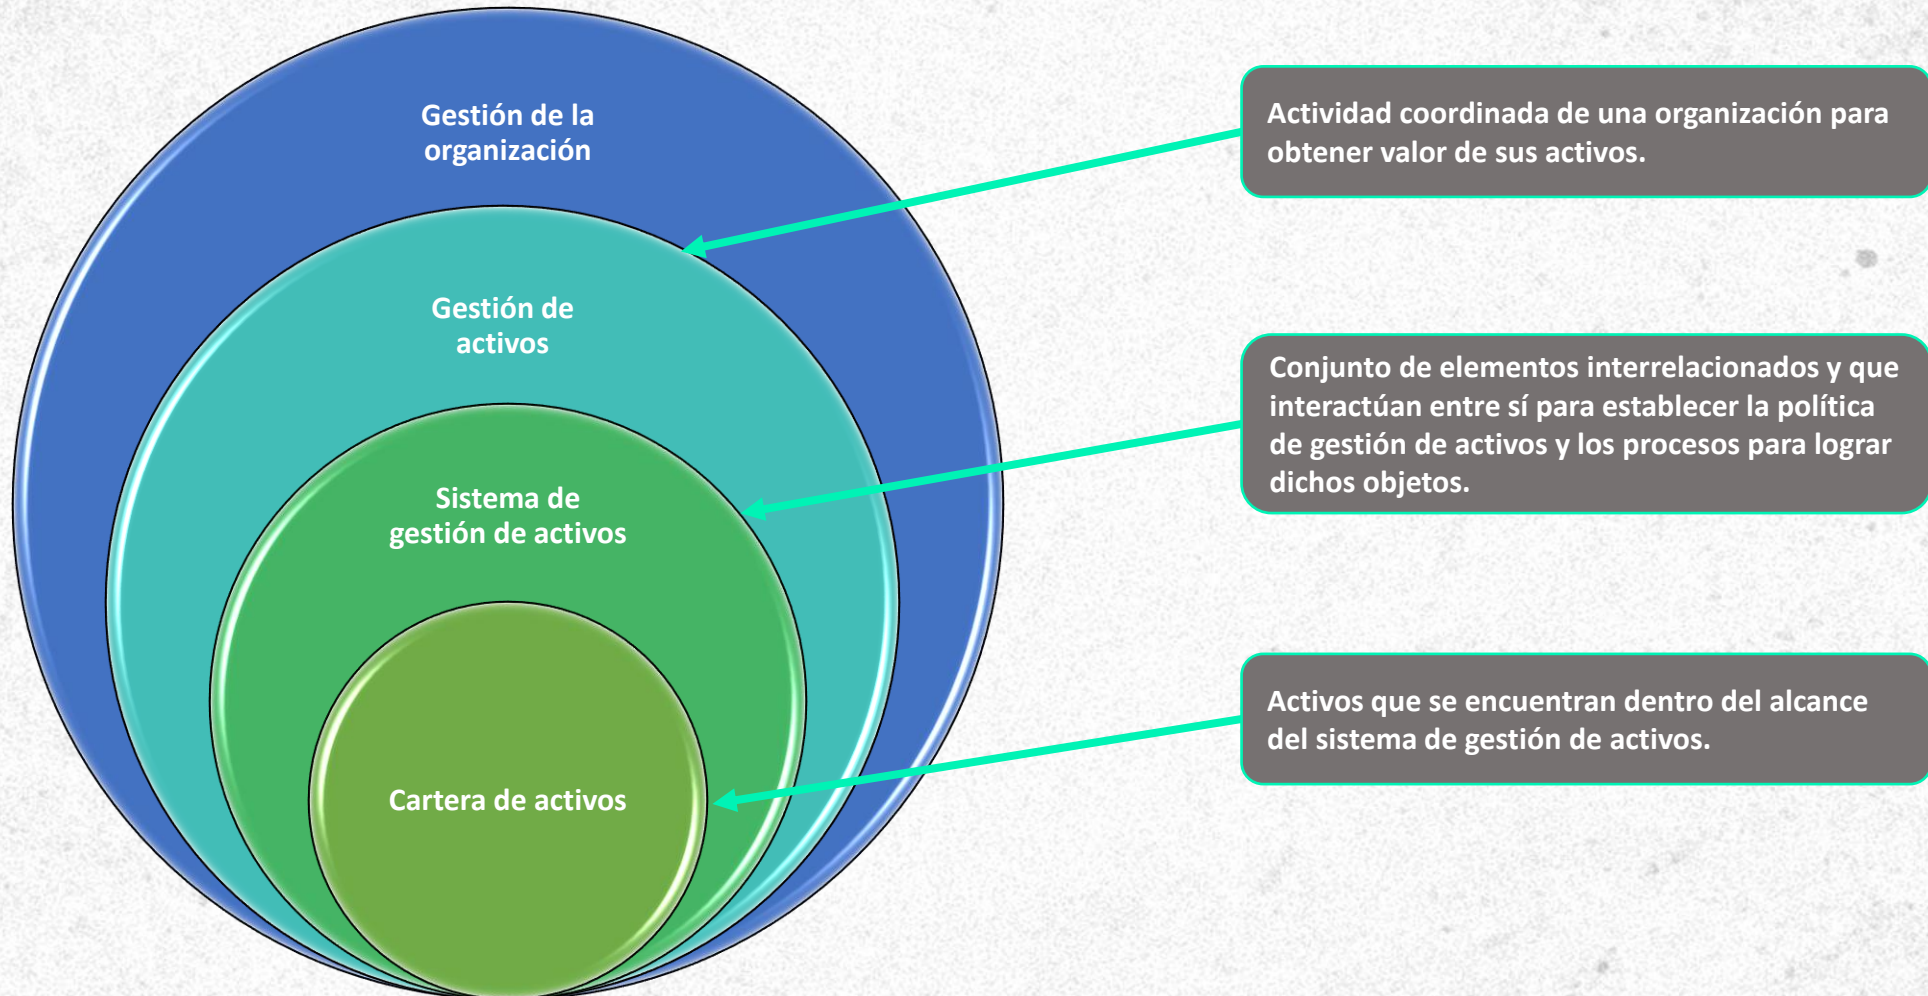 Gestión de la
organización
Gestión de
activos
Sistema de
gestión de activos
Cartera de activos
Actividad coordinada de una organización para
obtener valor de sus activos.
Conjunto de elementos interrelacionados y que
interactúan entre sí para establecer la política
de gestión de activos y los procesos para lograr
dichos objetos.
Activos que se encuentran dentro del alcance
del sistema de gestión de activos.